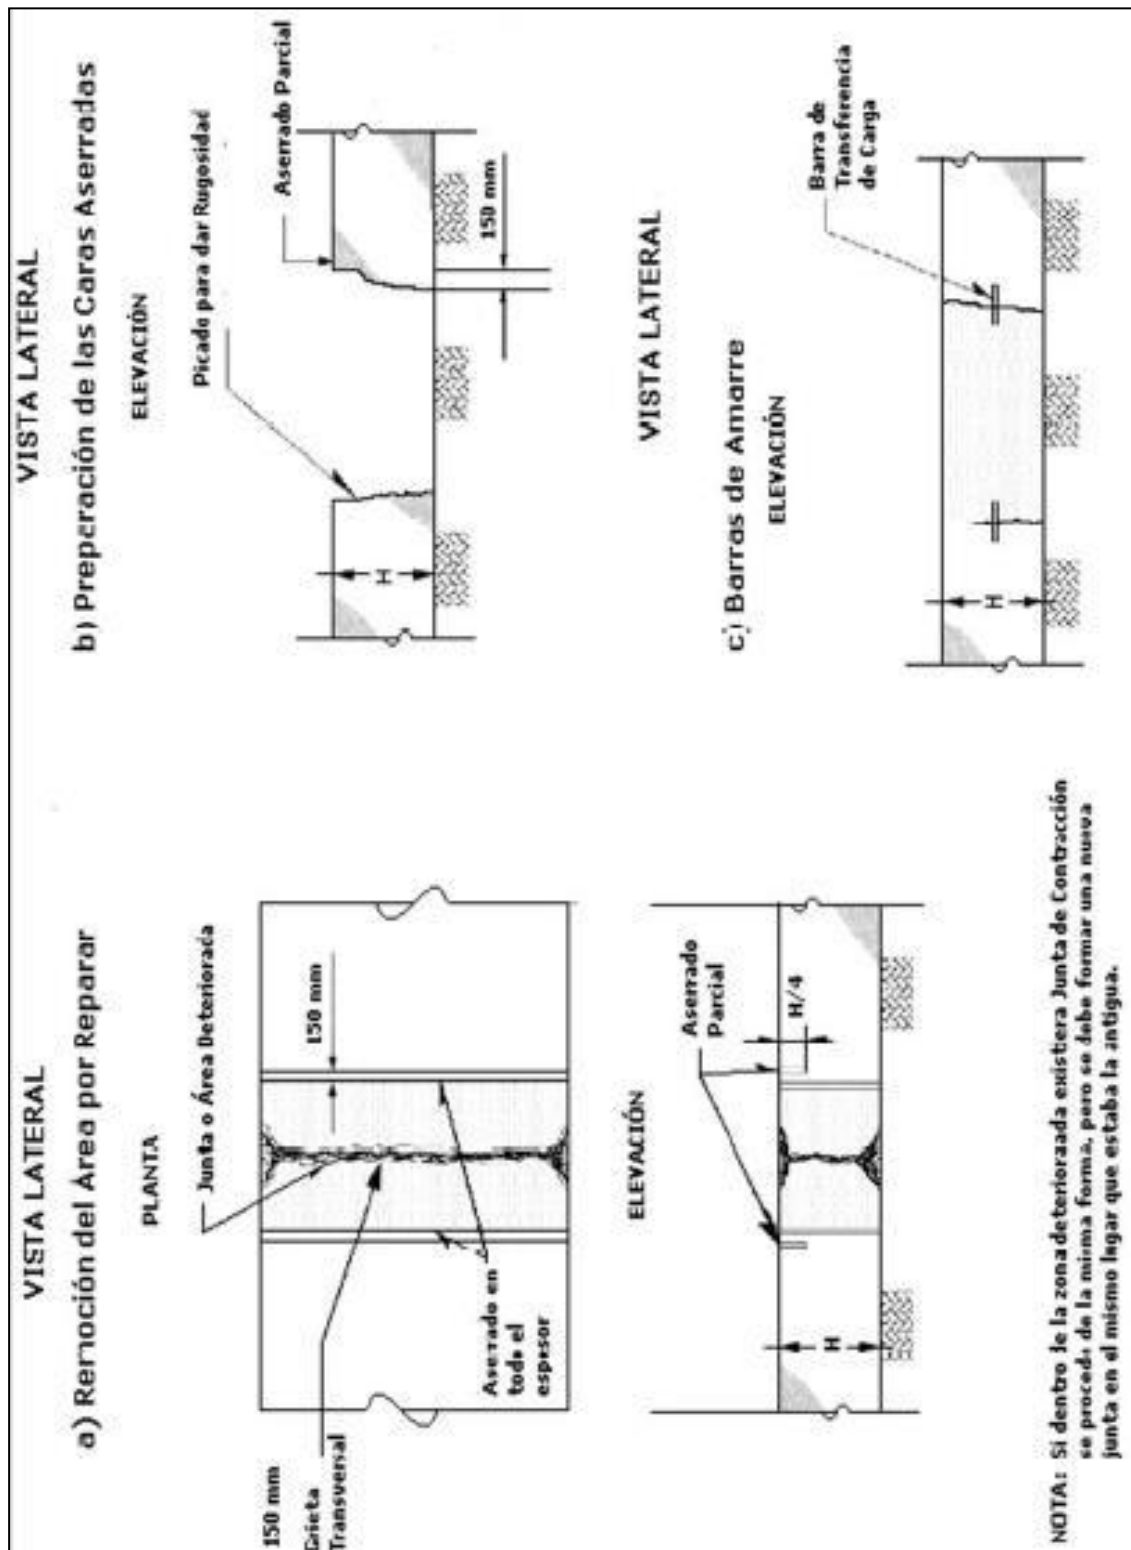 VISTA LATERAL
a) Remoción del Área por Reparar
PLANTA
Junta o Área Deteriorada
150 mm
150 mm
Grieta
Transversal
Aserrado en
todo el
espesor
ELEVACIÓN
Aserrado
Parcial
H/4
H
NOTA: Si dentro de la zona deteriorada existiera Junta de Contracción
se procede de la misma forma, pero se debe formar una nueva
junta en el mismo lugar que estaba la antigua.
VISTA LATERAL
b) Preparación de las Caras Aserradas
ELEVACIÓN
Picado para dar Rugosidad
Aserrado Parcial
H
150 mm
VISTA LATERAL
c) Barras de Amarre
ELEVACIÓN
Barra de
Transferencia
de Carga
H